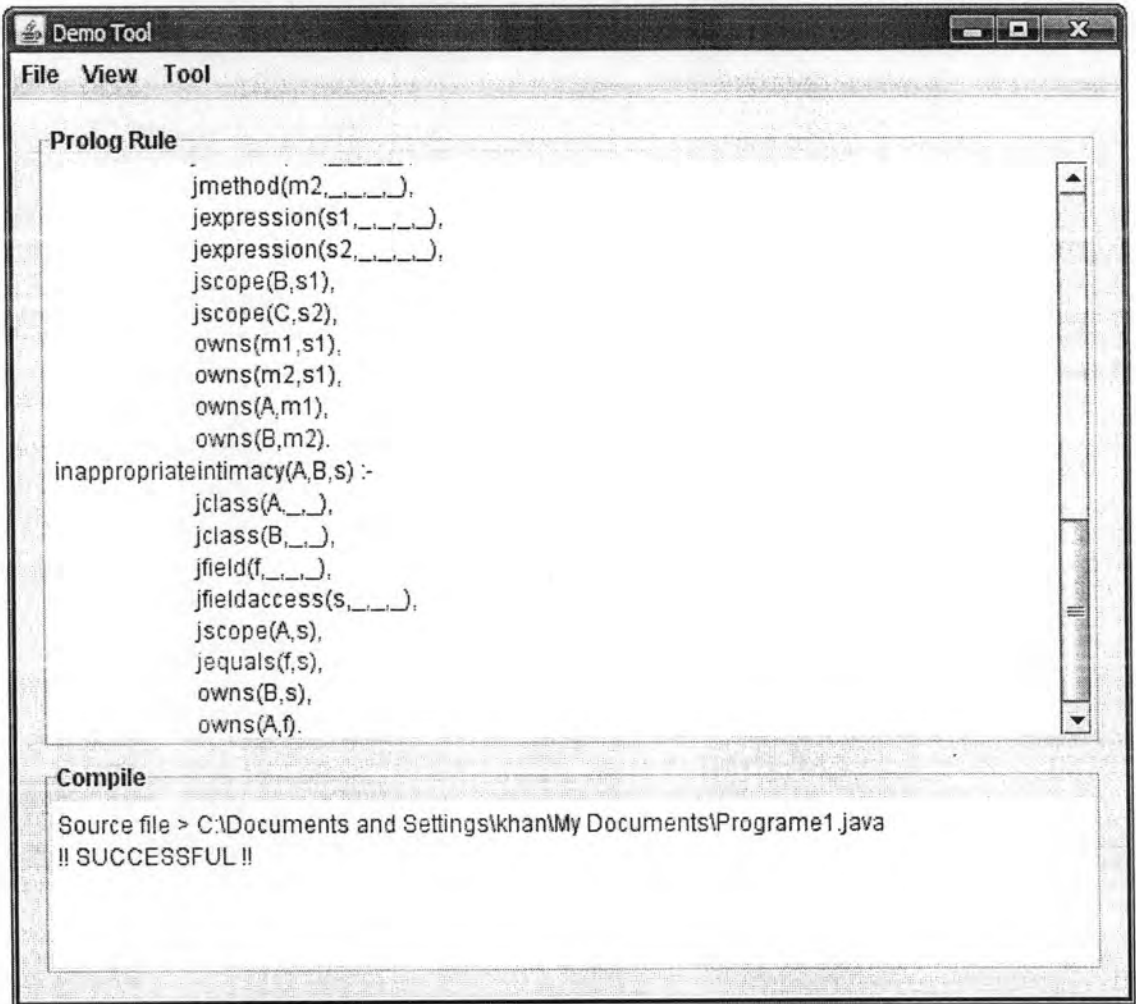 Demo Tool
File View Tool
Prolog Rule
jmethod(m2,_,_,_,_),
jexpression(s1,_,_,_,_),
jexpression(s2,_,_,_,_),
jscope(B,s1),
jscope(C,s2),
owns(m1,s1),
owns(m2,s1),
owns(A,m1),
owns(B,m2).
inappropriateintimacy(A,B,s) :-
jclass(A,_,_),
jclass(B,_,_),
jfield(f,_,_,_),
jfieldaccess(s,_,_,_),
jscope(A,s),
jequals(f,s),
owns(B,s),
owns(A,f).
Compile
Source file > C:\Documents and Settings\khan\My Documents\Programe1.java
!! SUCCESSFUL !!